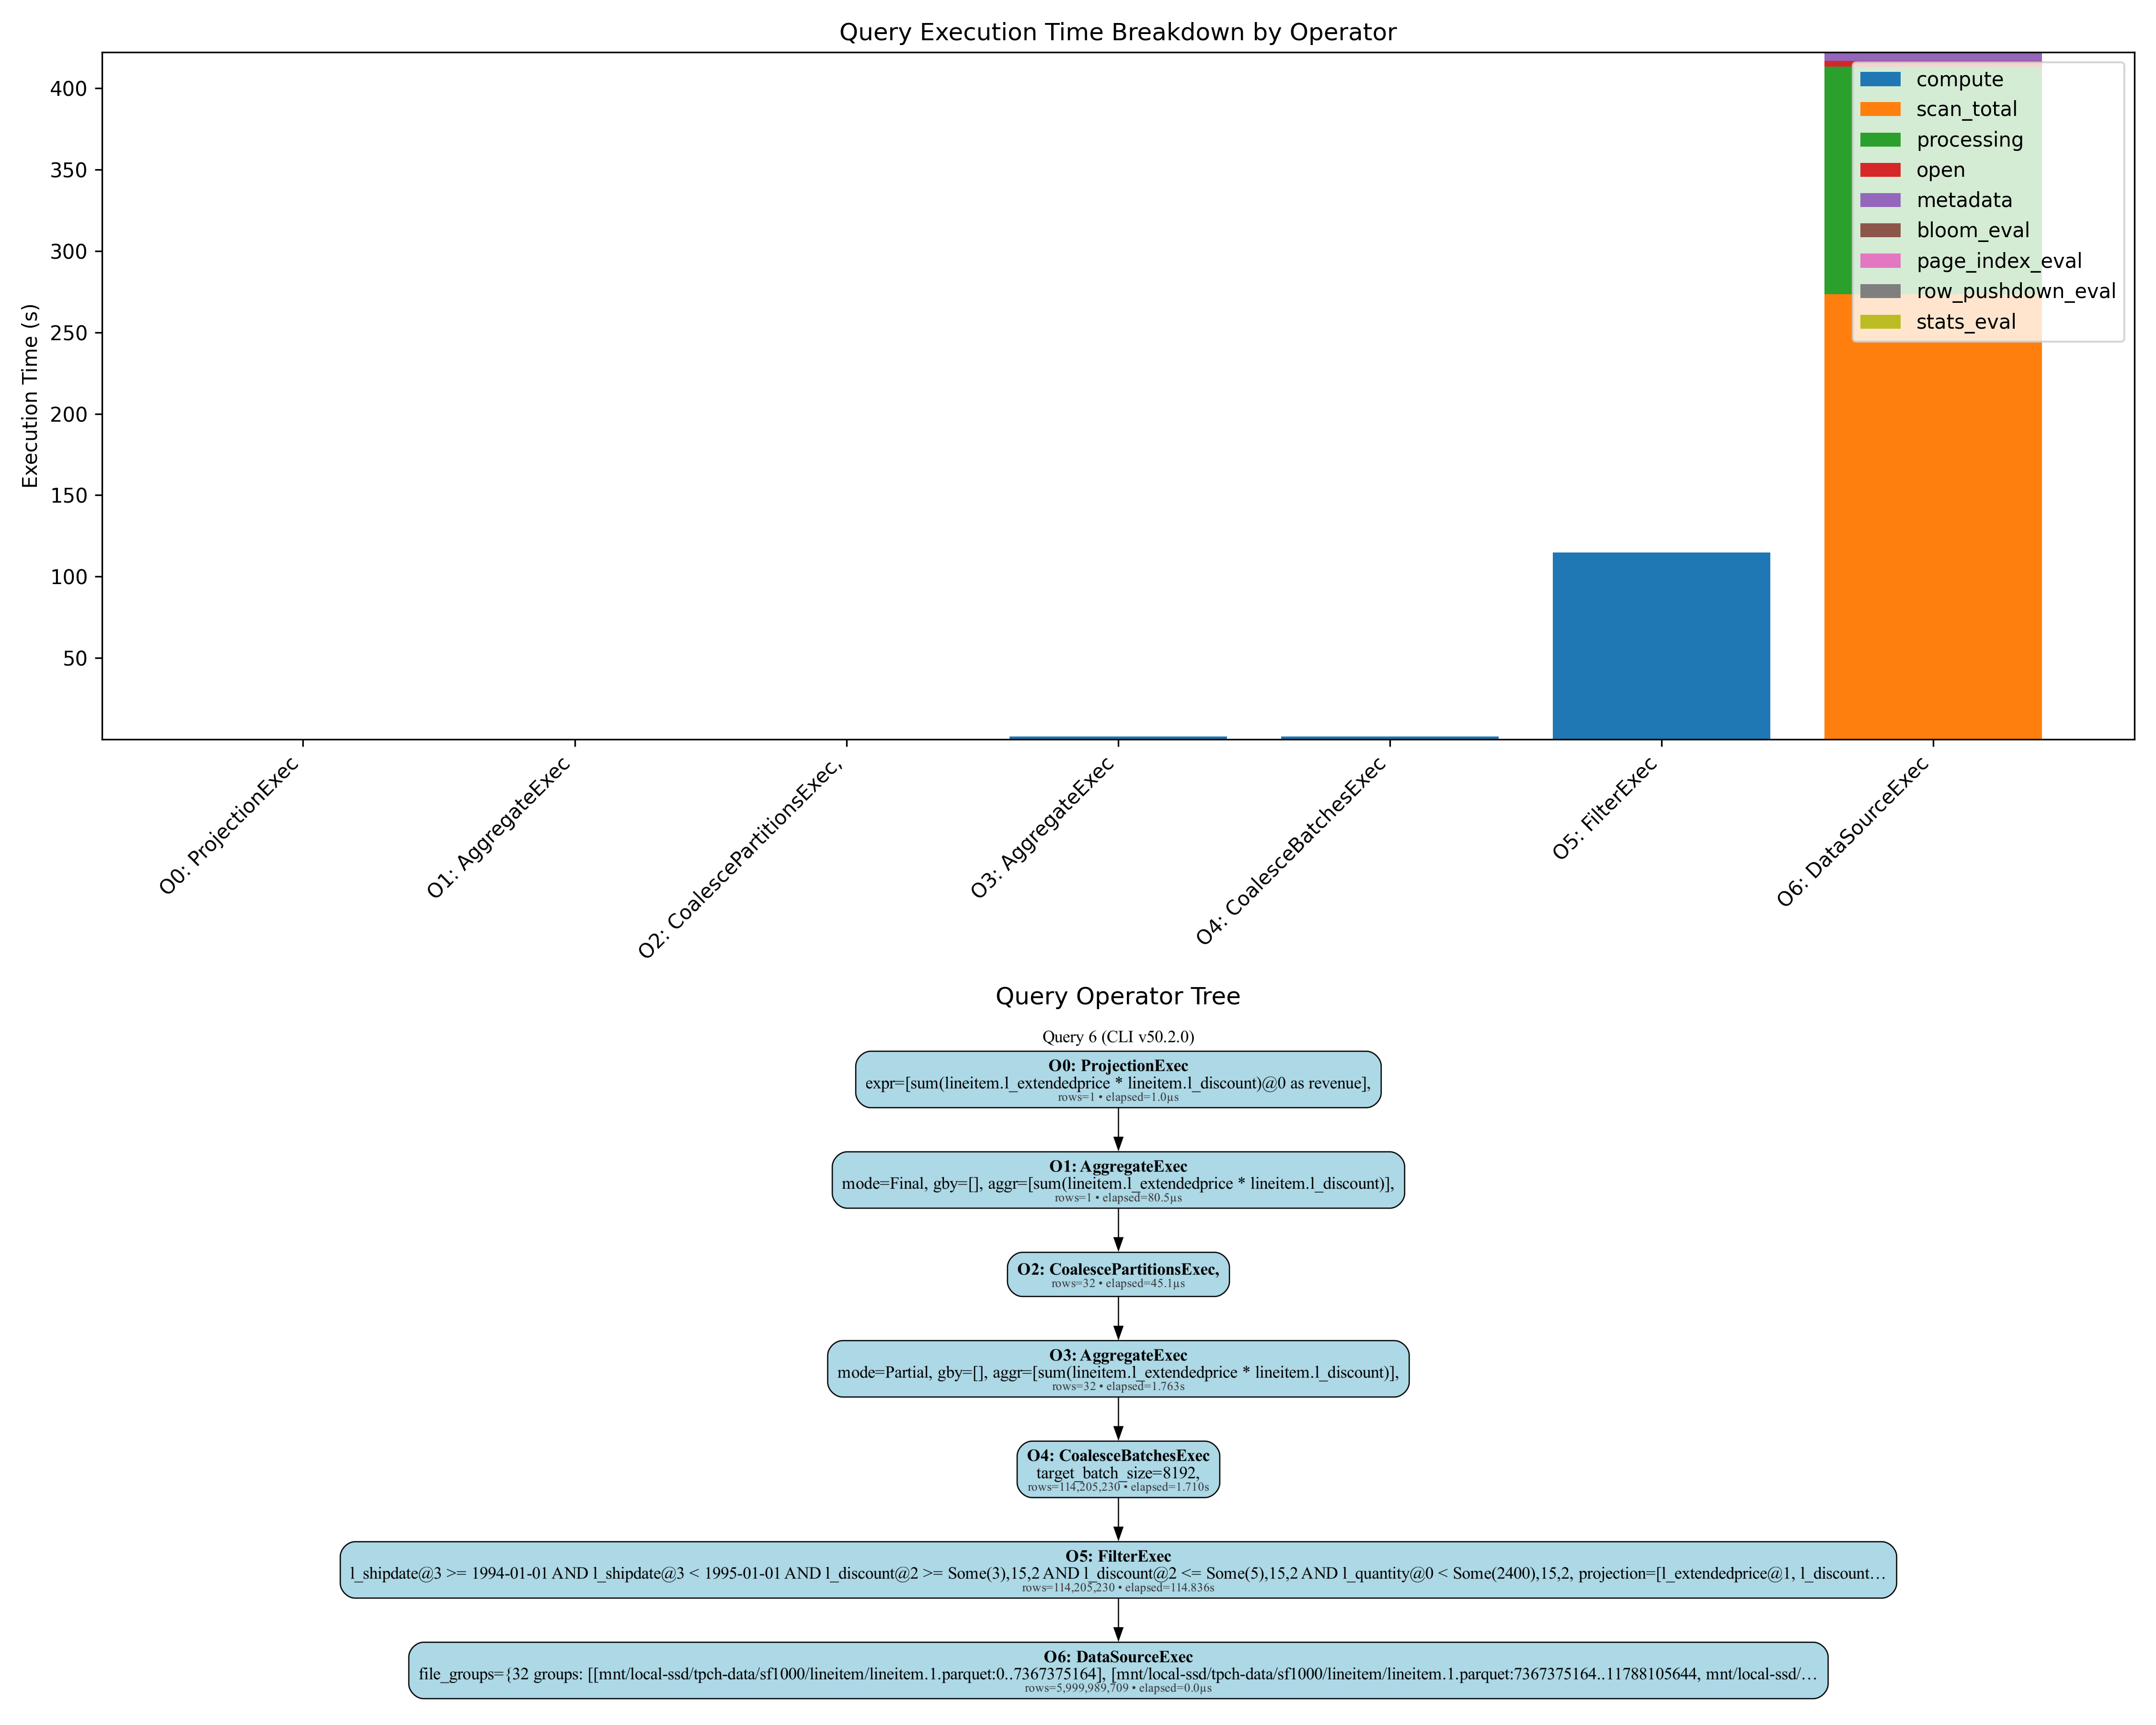 Query Execution Time Breakdown by Operator
400
350
300
250
200
150
100
50
Execution Time (s)
compute
scan_total
processing
open
metadata
bloom_eval
page_index_eval
row_pushdown_eval
stats_eval
O0: ProjectionExec
O1: AggregateExec
O2: CoalescePartitionsExec,
O3: AggregateExec
O4: CoalesceBatchesExec
O5: FilterExec
O6: DataSourceExec
Query Operator Tree
Query 6 (CLI v50.2.0)
O0: ProjectionExec
expr=[sum(lineitem.l_extendedprice * lineitem.l_discount)@0 as revenue],
rows=1 • elapsed=1.0µs
O1: AggregateExec
mode=Final, gby=[], aggr=[sum(lineitem.l_extendedprice * lineitem.l_discount)],
rows=1 • elapsed=80.5µs
O2: CoalescePartitionsExec,
rows=32 • elapsed=45.1µs
O3: AggregateExec
mode=Partial, gby=[], aggr=[sum(lineitem.l_extendedprice * lineitem.l_discount)],
rows=32 • elapsed=1.763s
O4: CoalesceBatchesExec
target_batch_size=8192,
rows=114,205,230 • elapsed=1.710s
O5: FilterExec
l_shipdate@3 >= 1994-01-01 AND l_shipdate@3 < 1995-01-01 AND l_discount@2 >= Some(3),15,2 AND l_discount@2 <= Some(5),15,2 AND l_quantity@0 < Some(2400),15,2, projection=[l_extendedprice@1, l_discount…
rows=114,205,230 • elapsed=114.836s
O6: DataSourceExec
file_groups={32 groups: [[mnt/local-ssd/tpch-data/sf1000/lineitem/lineitem.1.parquet:0..7367375164], [mnt/local-ssd/tpch-data/sf1000/lineitem/lineitem.1.parquet:7367375164..11788105644, mnt/local-ssd/…
rows=5,999,989,709 • elapsed=0.0µs